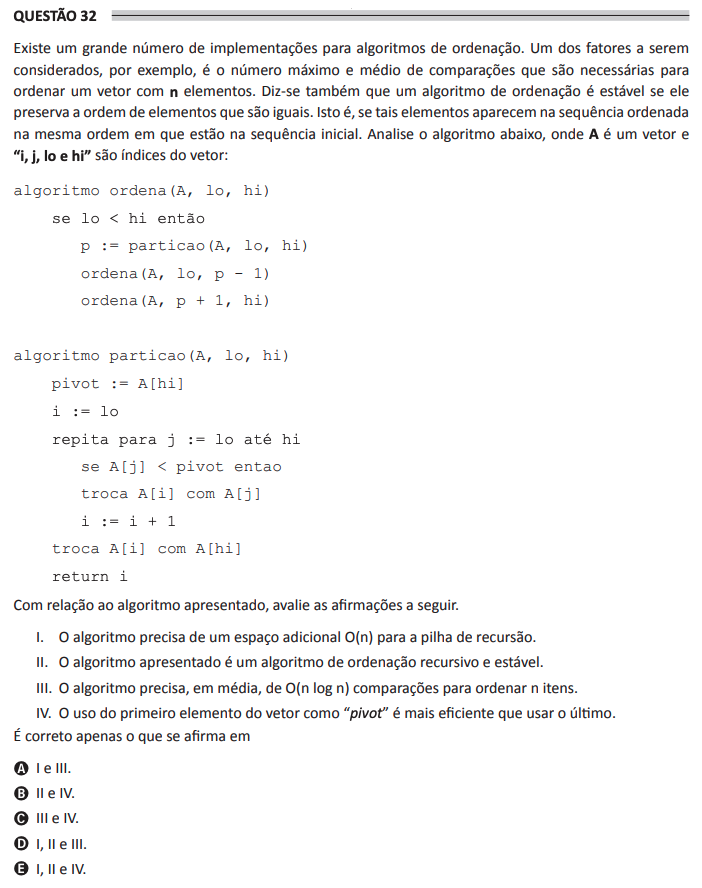 QUESTÃO 32
Existe um grande número de implementações para algoritmos de ordenação. Um dos fatores a serem
considerados, por exemplo, é o número máximo e médio de comparações que são necessárias para
ordenar um vetor com n elementos. Diz-se também que um algoritmo de ordenação é estável se ele
preserva a ordem de elementos que são iguais. Isto é, se tais elementos aparecem na sequência ordenada
na mesma ordem em que estão na sequência inicial. Analise o algoritmo abaixo, onde A é um vetor e
“i, j, lo e hi” são índices do vetor:
algoritmo ordena(A, lo, hi)
    se lo < hi então
        p := particao(A, lo, hi)
        ordena(A, lo, p - 1)
        ordena(A, p + 1, hi)
algoritmo particao(A, lo, hi)
    pivot := A[hi]
    i := lo
    repita para j := lo até hi
        se A[j] < pivot entao
        troca A[i] com A[j]
        i := i + 1
    troca A[i] com A[hi]
    return i
Com relação ao algoritmo apresentado, avalie as afirmações a seguir.
I. O algoritmo precisa de um espaço adicional O(n) para a pilha de recursão.
II. O algoritmo apresentado é um algoritmo de ordenação recursivo e estável.
III. O algoritmo precisa, em média, de O(n log n) comparações para ordenar n itens.
IV. O uso do primeiro elemento do vetor como “pivot” é mais eficiente que usar o último.
É correto apenas o que se afirma em
A I e III.
B II e IV.
C III e IV.
D I, II e III.
E I, II e IV.